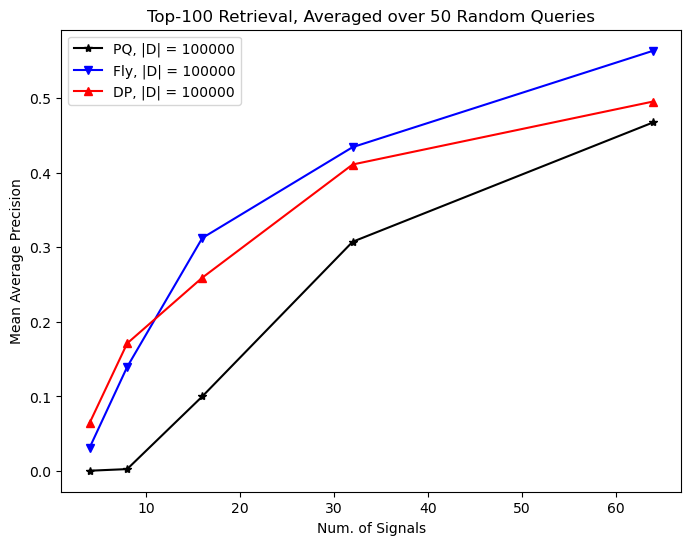 Top-100 Retrieval, Averaged over 50 Random Queries
PQ, |D| = 100000
Fly, |D| = 100000
DP, |D| = 100000
Mean Average Precision
0.5
0.4
0.3
0.2
0.1
0.0
10 20 30 40 50 60
Num. of Signals